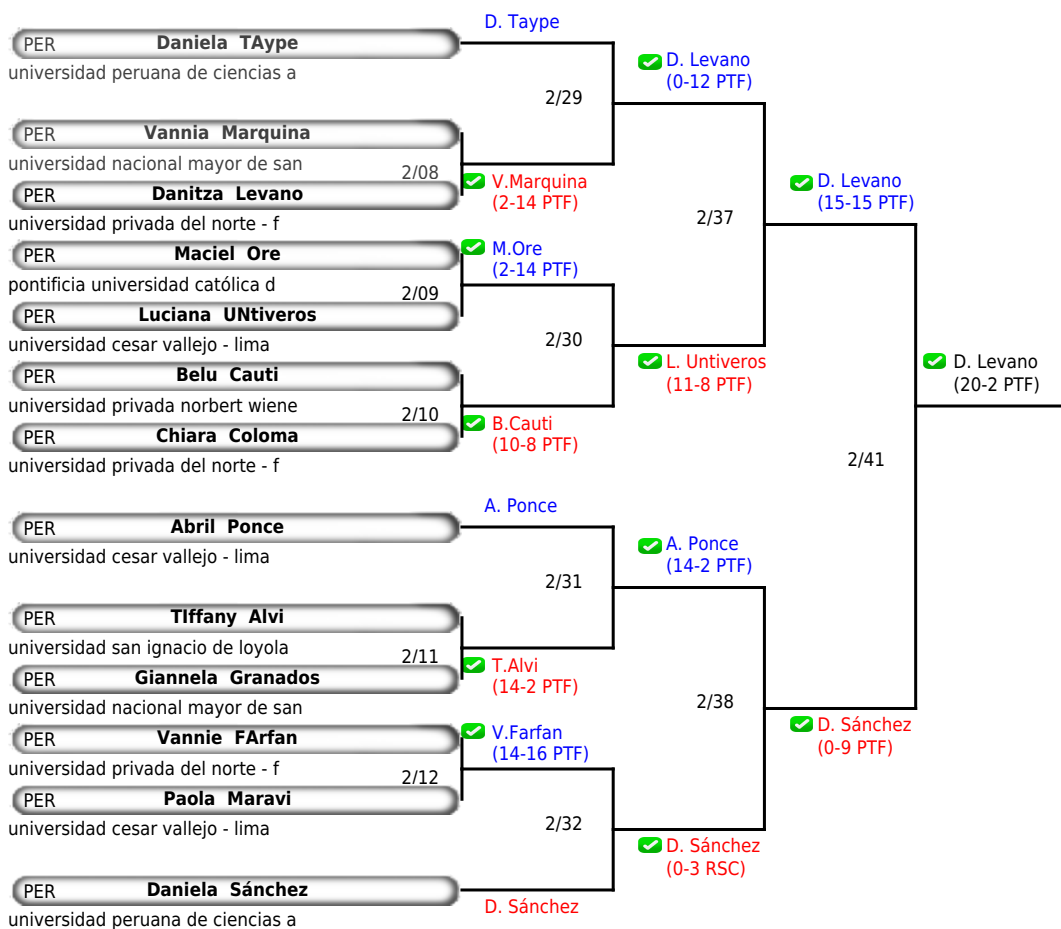 D. Taype
PER Daniela TAype
universidad peruana de ciencias a
D. Levano
(0-12 PTF)
2/29
PER Vannia Marquina
universidad nacional mayor de san
2/08
V.Marquina
(2-14 PTF)
PER Danitza Levano
universidad privada del norte - f
D. Levano
(15-15 PTF)
2/37
PER Maciel Ore
pontificia universidad católica d
M.Ore
(2-14 PTF)
2/09
PER Luciana UNtiveros
universidad cesar vallejo - lima
2/30
L. Untiveros
(11-8 PTF)
PER Belu Cauti
universidad privada norbert wiene
2/10
B.Cauti
(10-8 PTF)
PER Chiara Coloma
universidad privada del norte - f
D. Levano
(20-2 PTF)
2/41
A. Ponce
PER Abril Ponce
universidad cesar vallejo - lima
A. Ponce
(14-2 PTF)
2/31
PER TIffany Alvi
universidad san ignacio de loyola
2/11
T.Alvi
(14-2 PTF)
PER Giannela Granados
universidad nacional mayor de san
2/38
D. Sánchez
(0-9 PTF)
PER Vannie FArfan
universidad privada del norte - f
V.Farfan
(14-16 PTF)
2/12
PER Paola Maravi
universidad cesar vallejo - lima
2/32
D. Sánchez
(0-3 RSC)
PER Daniela Sánchez
universidad peruana de ciencias a
D. Sánchez